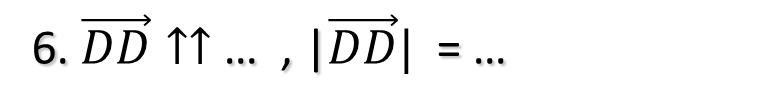 6. $\overrightarrow{DD}$ ↑↑ ... , |$\overrightarrow{DD}$| = ...